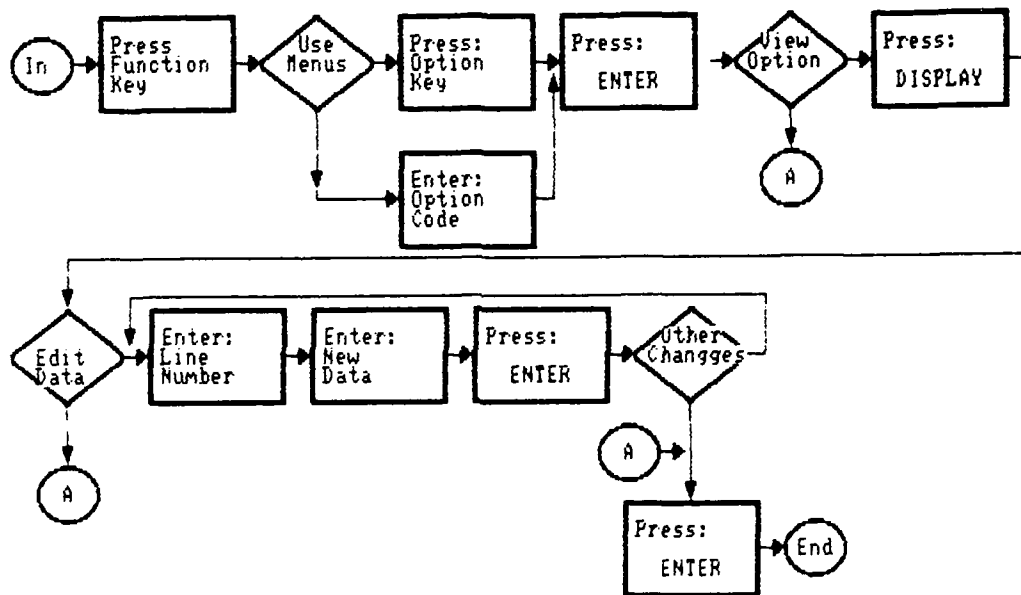 In
Press
Function
Key
Use
Menus
Press:
Option
Key
Press:
ENTER
View
Option
Press:
DISPLAY
A
Enter:
Option
Code
Edit
Data
Enter:
Line
Number
Enter:
New
Data
Press:
ENTER
Other
Changges
A
A
Press:
ENTER
End